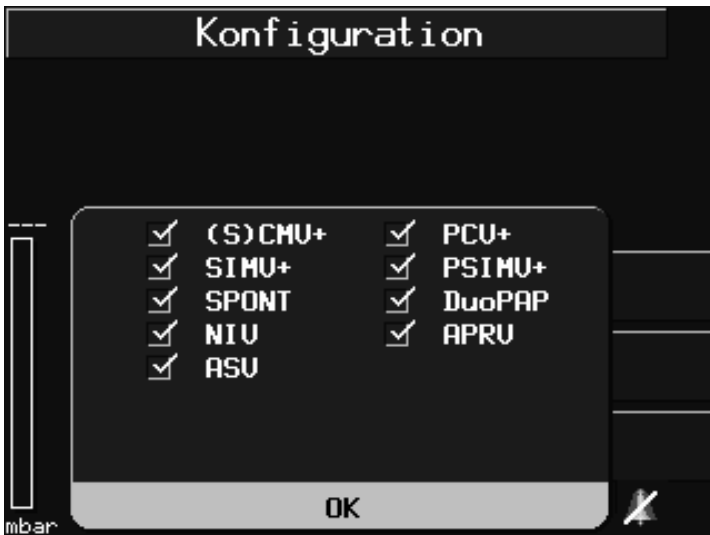 Konfiguration
---
(S)CMV+
PCV+
SIMV+
PSIMV+
SPONT
DuoPAP
NIV
APRV
ASV
OK
mbar